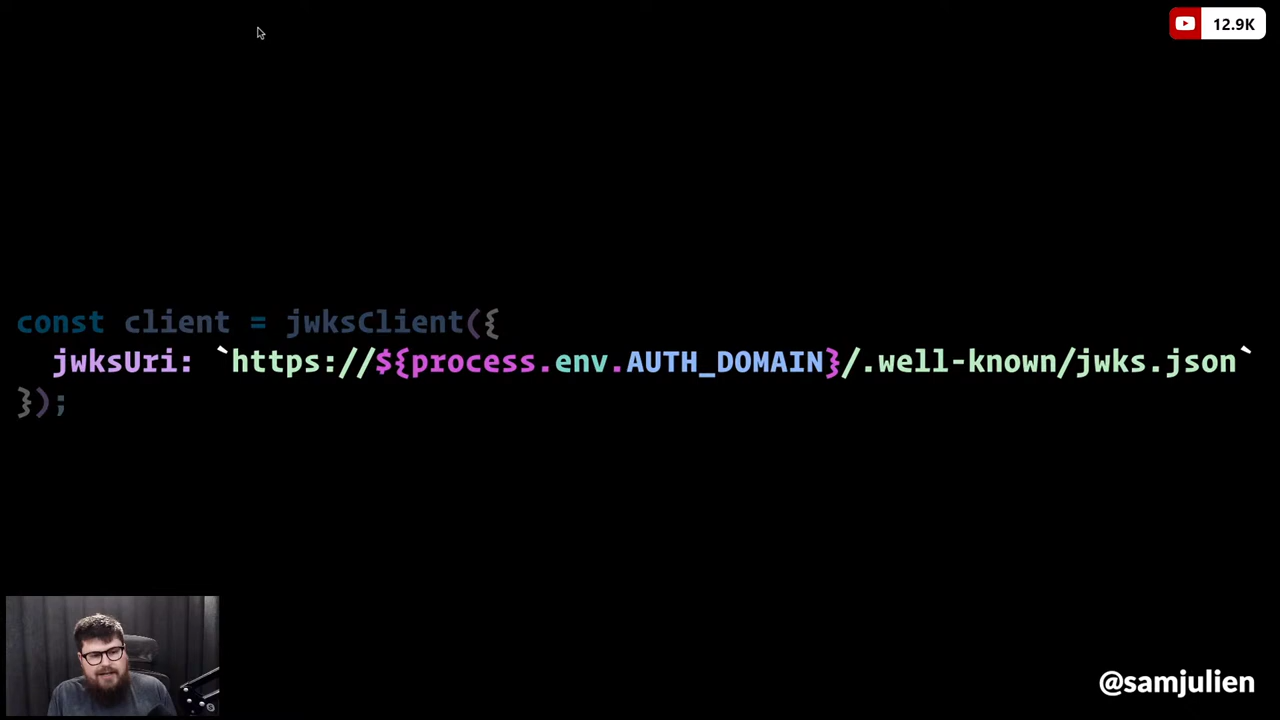 12.9K
const client = jwksClient({
  jwksUri: `https://${process.env.AUTH_DOMAIN}/.well-known/jwks.json`
});
@samjulien